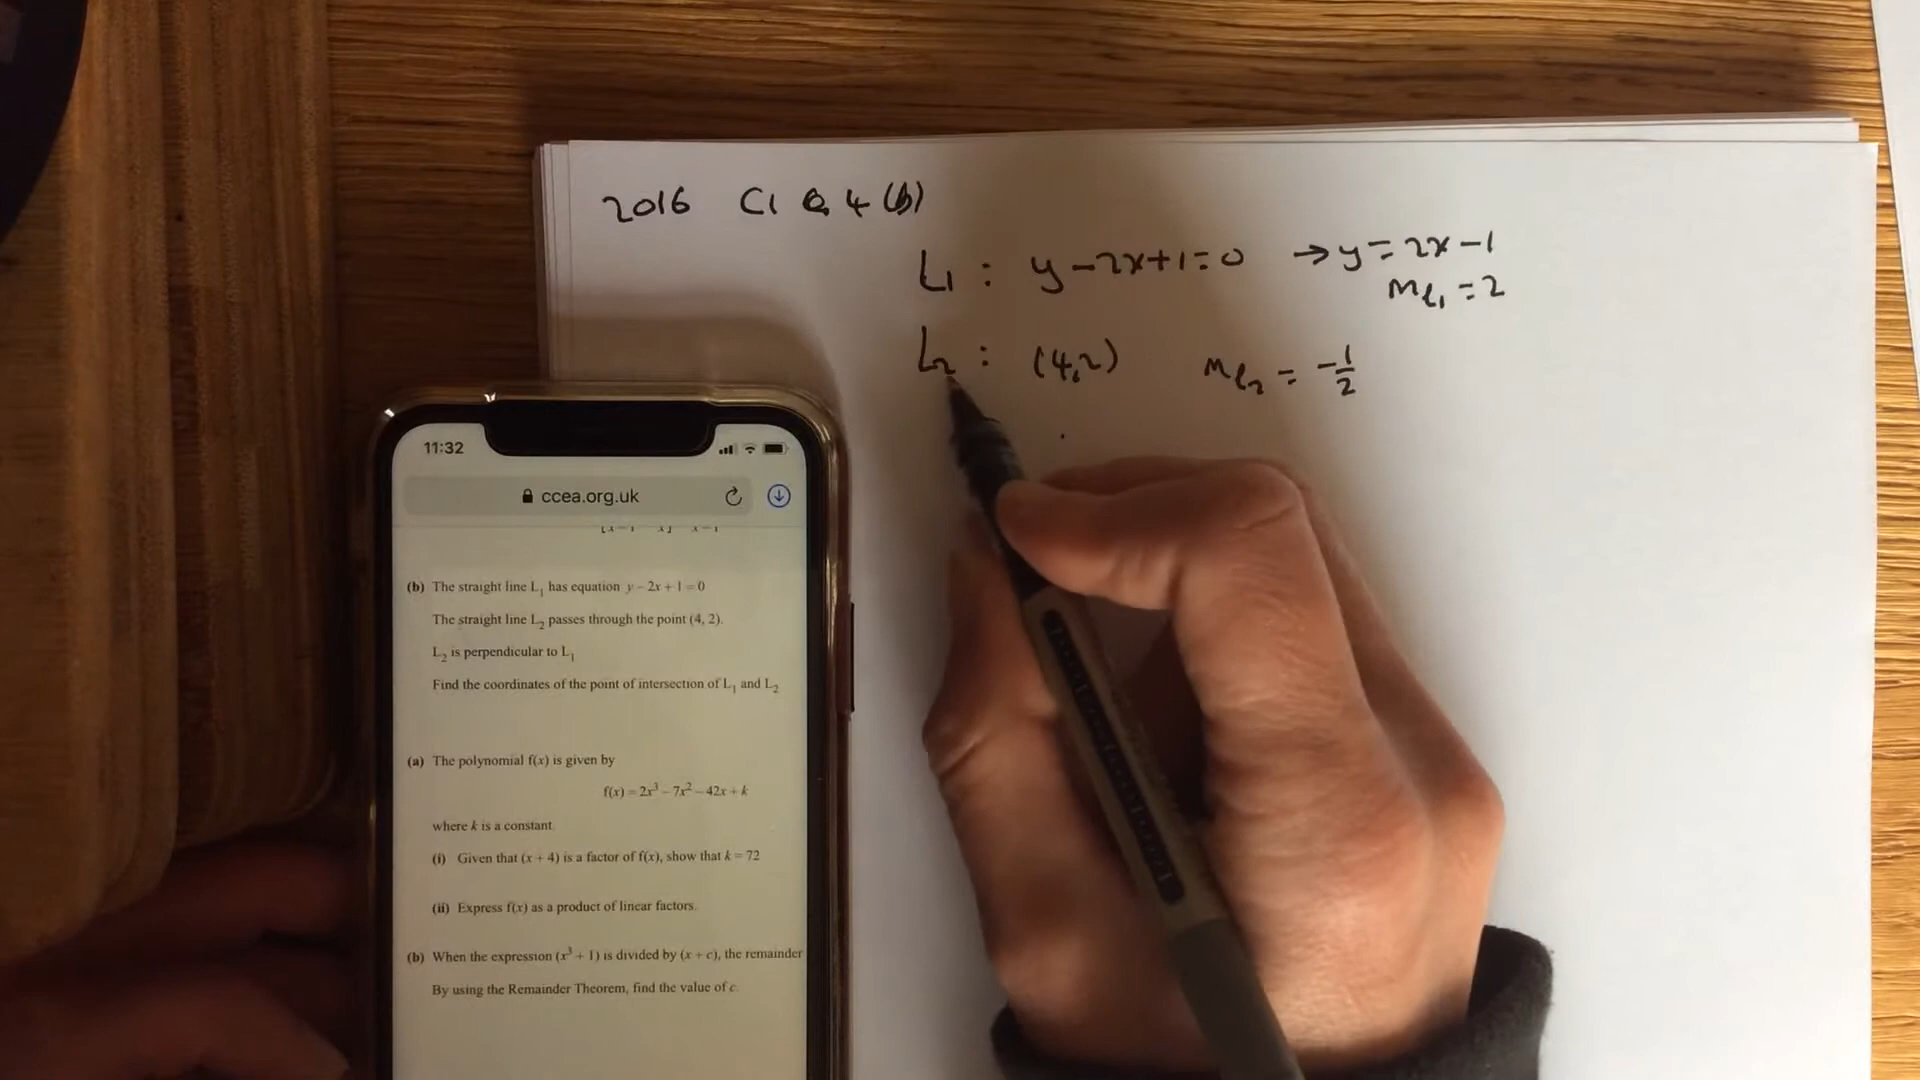 2016 C1 Q 4 (b)
L1 : y - 2x + 1 = 0 → y = 2x - 1
mℓ1 = 2
L2 : (4,2) mℓ2 = -1/2
11:32
ccea.org.uk
(b) The straight line L1 has equation y – 2x + 1 = 0
The straight line L2 passes through the point (4, 2).
L2 is perpendicular to L1
Find the coordinates of the point of intersection of L1 and L2
(a) The polynomial f(x) is given by
f(x) = 2x³ – 7x² – 42x + k
where k is a constant
(i) Given that (x + 4) is a factor of f(x), show that k = 72
(ii) Express f(x) as a product of linear factors.
(b) When the expression (x³ + 1) is divided by (x + c), the remainder
By using the Remainder Theorem, find the value of c.